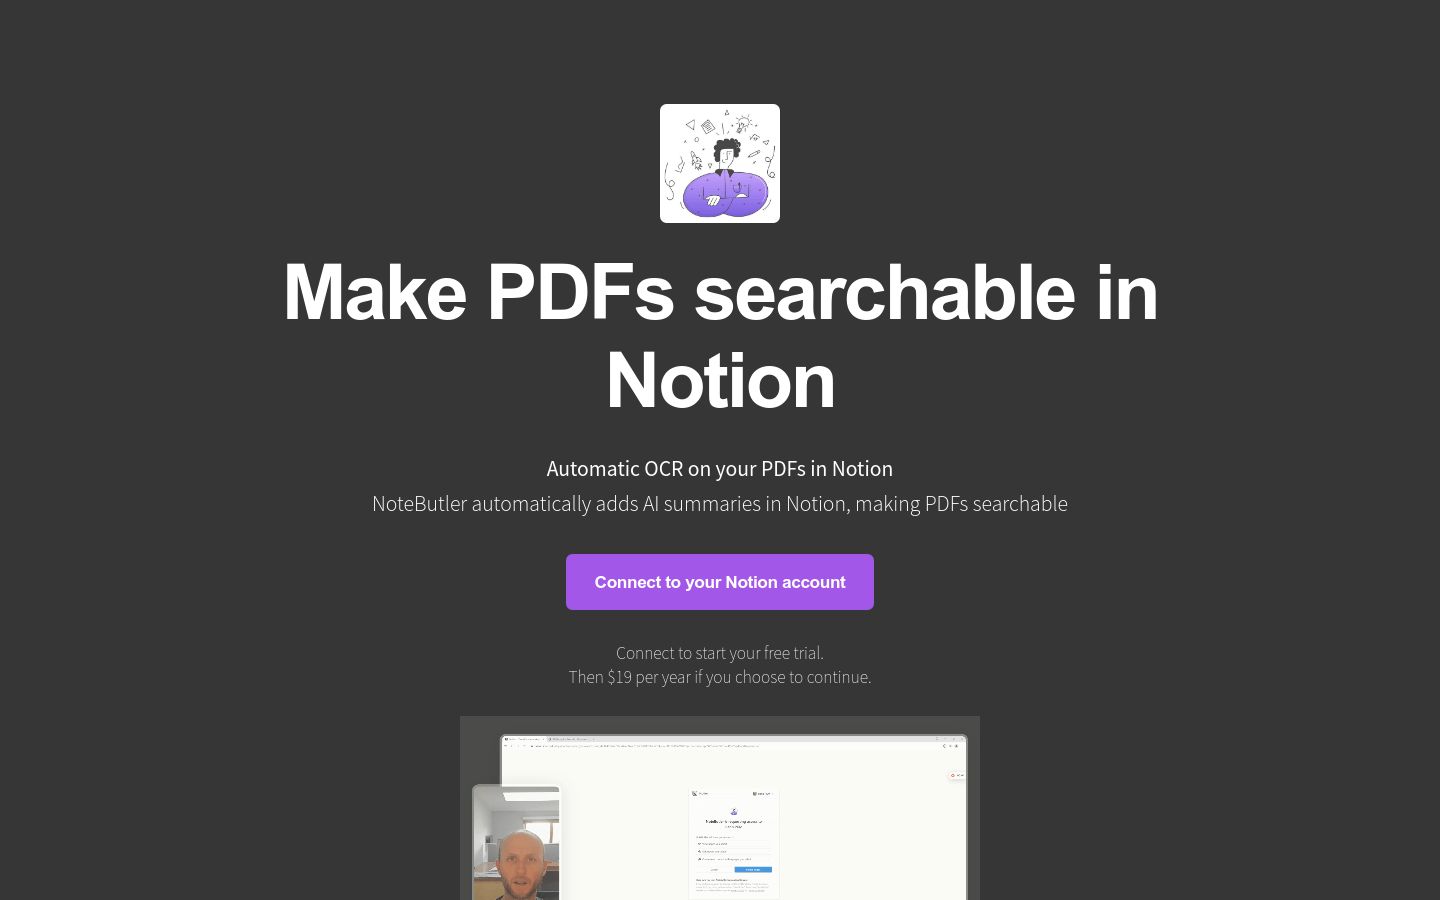 Make PDFs searchable in
Notion
Automatic OCR on your PDFs in Notion
NoteButler automatically adds AI summaries in Notion, making PDFs searchable
Connect to your Notion account
Connect to start your free trial.
Then $19 per year if you choose to continue.